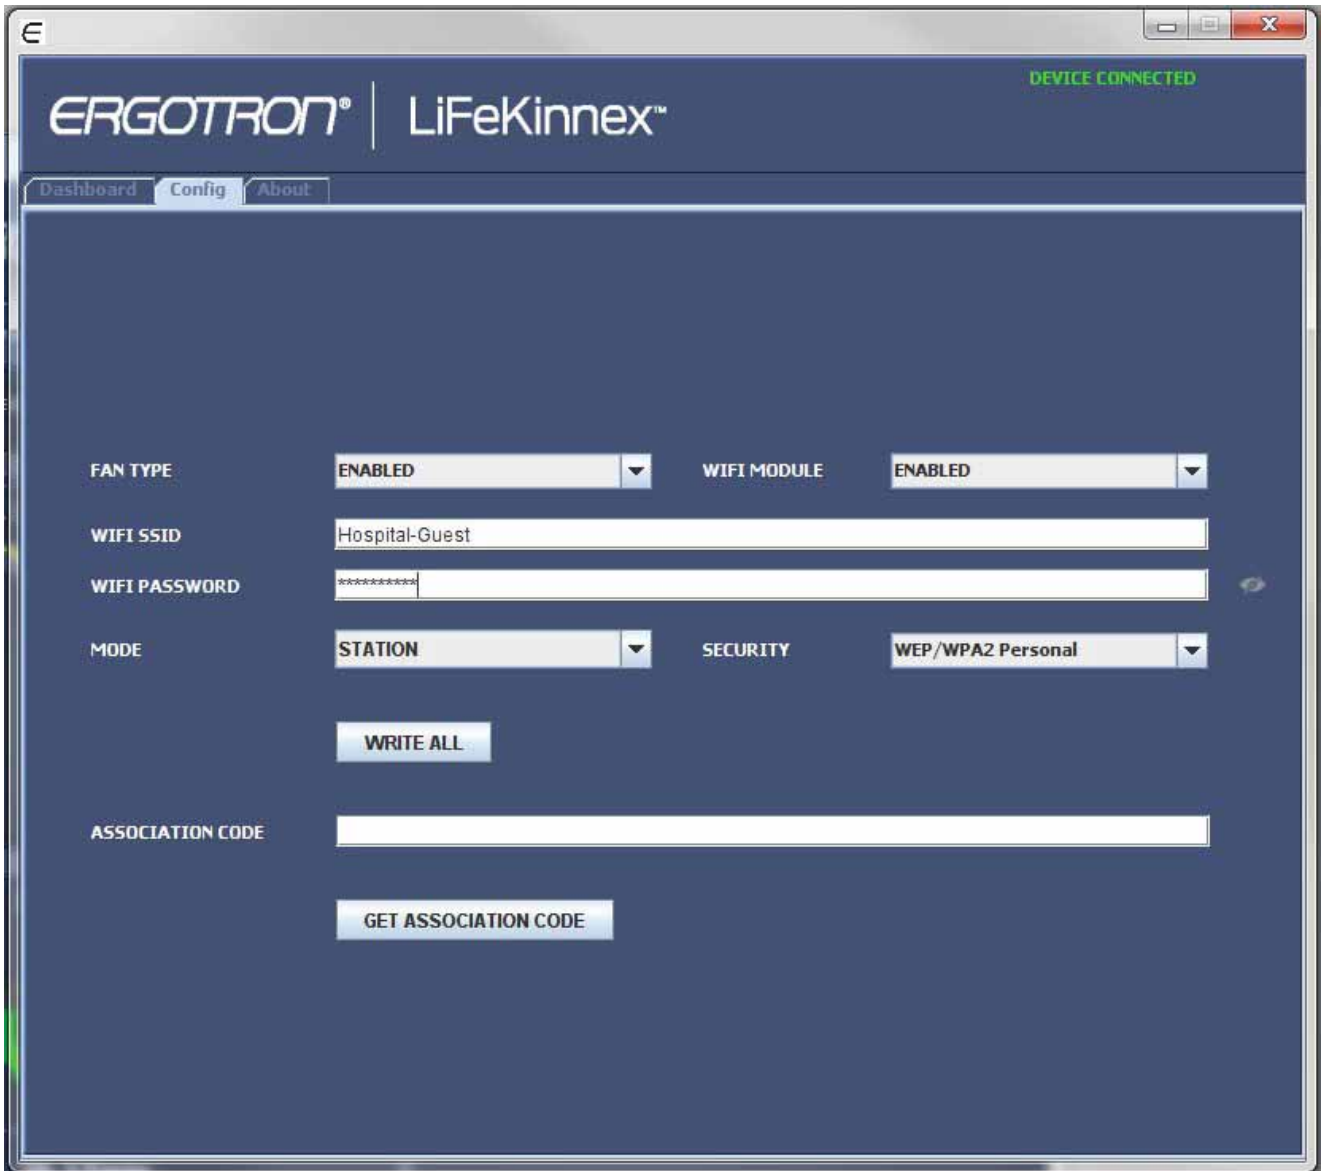 E
DEVICE CONNECTED
ERGOTRON® | LiFeKinnex™
Dashboard Config About
FAN TYPE ENABLED WIFI MODULE ENABLED
WIFI SSID Hospital-Guest
WIFI PASSWORD **********
MODE STATION SECURITY WEP/WPA2 Personal
WRITE ALL
ASSOCIATION CODE
GET ASSOCIATION CODE